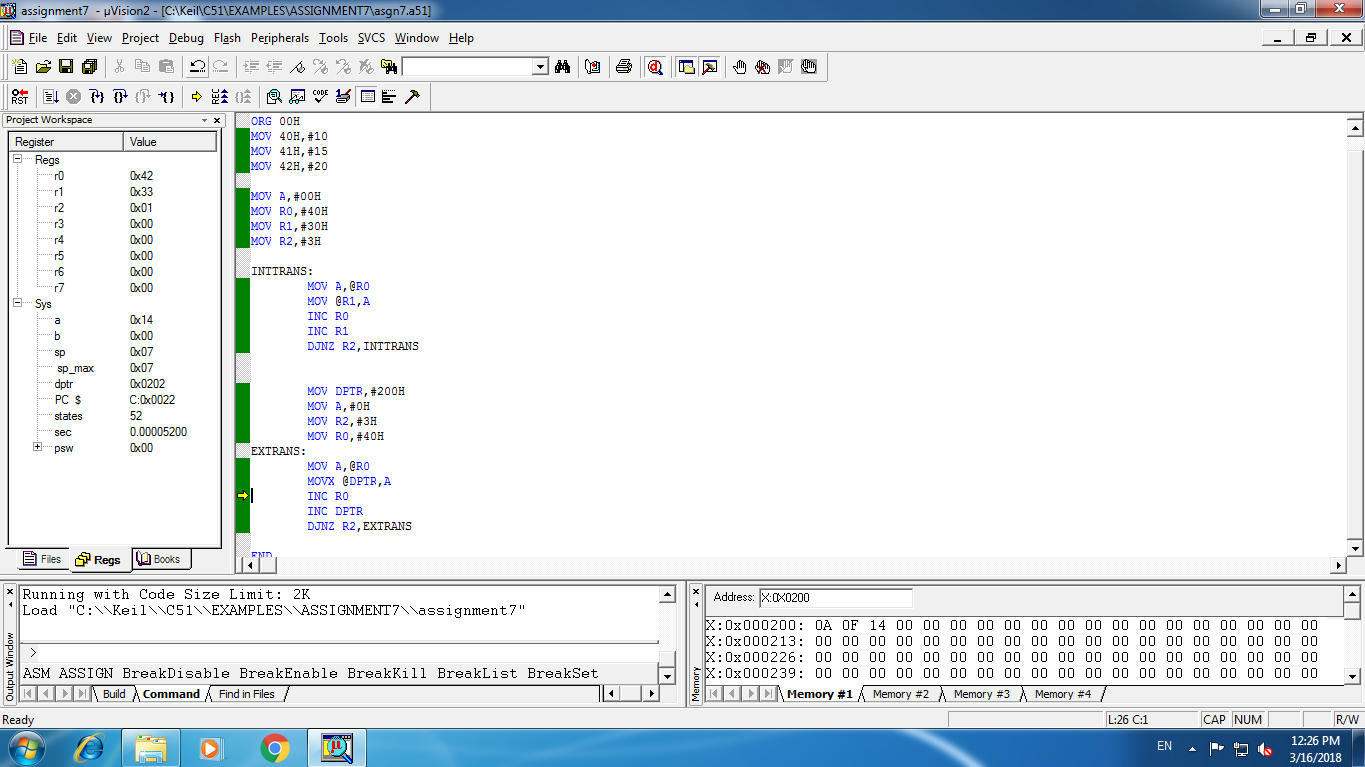 assignment7 - µVision2 - [C:\Keil\C51\EXAMPLES\ASSIGNMENT7\asgn7.a51]
File Edit View Project Debug Flash Peripherals Tools SVCS Window Help
RST
CODE
Project Workspace
Register Value
Regs
r0 0x42
r1 0x33
r2 0x01
r3 0x00
r4 0x00
r5 0x00
r6 0x00
r7 0x00
Sys
a 0x14
b 0x00
sp 0x07
sp_max 0x07
dptr 0x0202
PC $ C:0x0022
states 52
sec 0.00005200
psw 0x00
Files Regs Books
ORG 00H
MOV 40H,#10
MOV 41H,#15
MOV 42H,#20
MOV A,#00H
MOV R0,#40H
MOV R1,#30H
MOV R2,#3H
INTTRANS:
MOV A,@R0
MOV @R1,A
INC R0
INC R1
DJNZ R2,INTTRANS
MOV DPTR,#200H
MOV A,#0H
MOV R2,#3H
MOV R0,#40H
EXTRANS:
MOV A,@R0
MOVX @DPTR,A
INC R0
INC DPTR
DJNZ R2,EXTRANS
END
Output Window
Running with Code Size Limit: 2K
Load "C:\\Keil\\C51\\EXAMPLES\\ASSIGNMENT7\\assignment7"
>
ASM ASSIGN BreakDisable BreakEnable BreakKill BreakList BreakSet
Build Command Find in Files
Memory
Address: X:0X0200
X:0x000200: 0A 0F 14 00 00 00 00 00 00 00 00 00 00 00 00 00 00 00 00
X:0x000213: 00 00 00 00 00 00 00 00 00 00 00 00 00 00 00 00 00 00 00
X:0x000226: 00 00 00 00 00 00 00 00 00 00 00 00 00 00 00 00 00 00 00
X:0x000239: 00 00 00 00 00 00 00 00 00 00 00 00 00 00 00 00 00 00 00
Memory #1 Memory #2 Memory #3 Memory #4
Ready L:26 C:1 CAP NUM R/W
EN 12:26 PM
3/16/2018